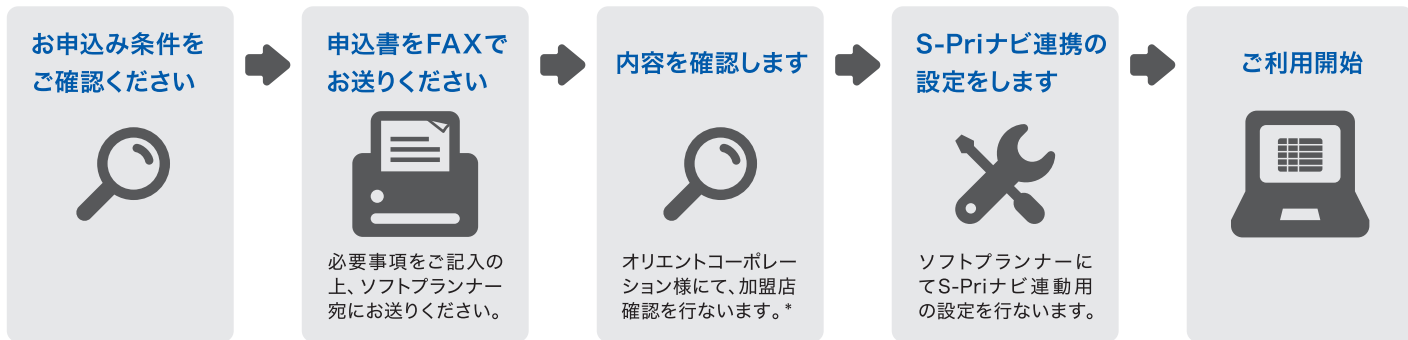 お申込み条件を
ご確認ください
申込書をFAXで
お送りください
必要事項をご記入の
上、ソフトプランナー
宛にお送りください。
内容を確認します
オリエントコーポレー
ション様にて、加盟店
確認を行ないます。*
S-Priナビ連携の
設定をします
ソフトプランナーに
てS-Priナビ連動用
の設定を行ないます。
ご利用開始